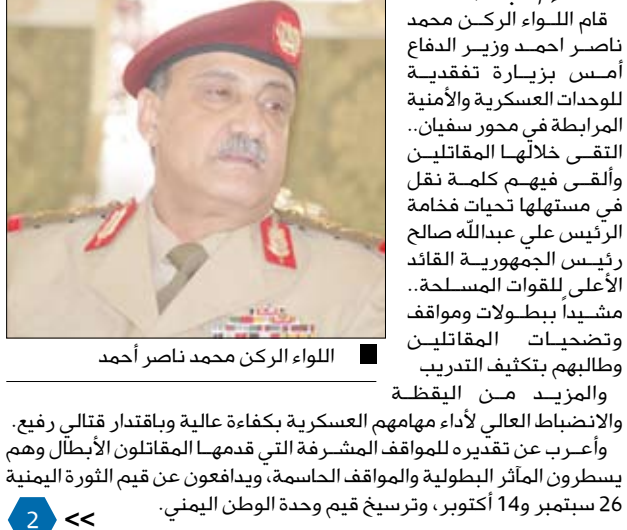 قام اللواء الركن محمد
ناصر احمد وزير الدفاع
أمس بزيارة تفقدية
للوحدات العسكرية والأمنية
المرابطة في محور سفيان..
التقى خلالها المقاتلين
وألقى فيهم كلمة نقل
في مستهلها تحيات فخامة
الرئيس علي عبدالله صالح
رئيس الجمهورية القائد
الأعلى للقوات المسلحة..
مشيداً ببطولات ومواقف
وتضحيات المقاتلين
وطالبهم بتكثيف التدريب
والمزيد من اليقظة
اللواء الركن محمد ناصر أحمد
والانضباط العالي لأداء مهامهم العسكرية بكفاءة عالية وباقتدار قتالي رفيع.
وأعرب عن تقديره للمواقف المشرفة التي قدمها المقاتلون الأبطال وهم
يسطرون المآثر البطولية والمواقف الحاسمة، ويدافعون عن قيم الثورة اليمنية
26 سبتمبر و14 أكتوبر، وترسيخ قيم وحدة الوطن اليمني.
>> 2